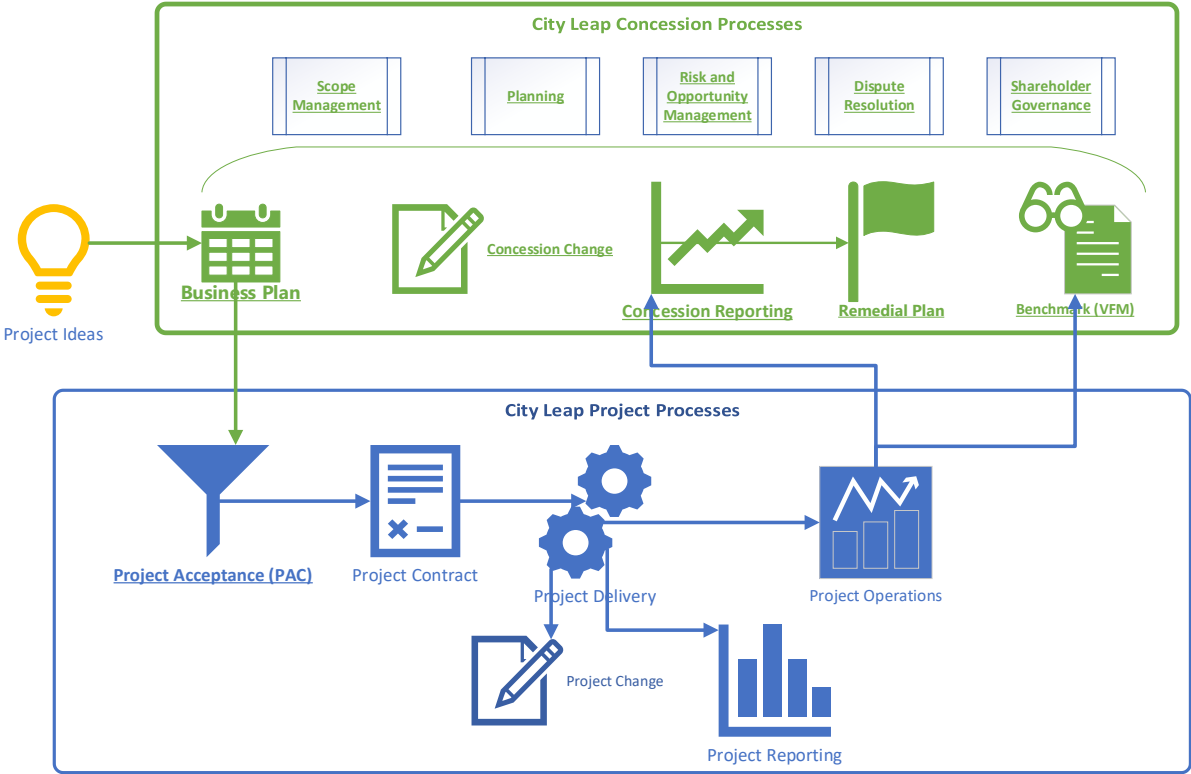 City Leap Concession Processes
Scope
Management
Planning
Risk and
Opportunity
Management
Dispute
Resolution
Shareholder
Governance
Concession Change
Business Plan
Concession Reporting
Remedial Plan
Benchmark (VFM)
Project Ideas
City Leap Project Processes
Project Acceptance (PAC)
Project Contract
Project Delivery
Project Operations
Project Change
Project Reporting